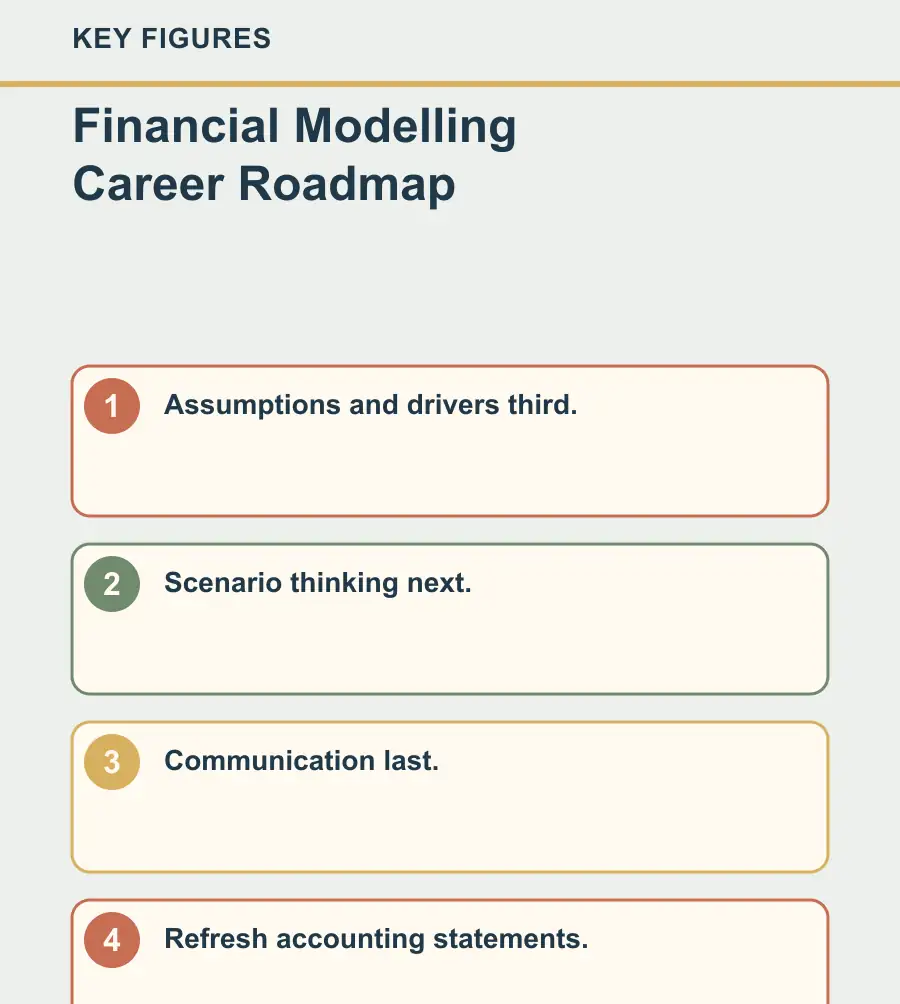 KEY FIGURES
Financial Modelling
Career Roadmap
1 Assumptions and drivers third.
2 Scenario thinking next.
3 Communication last.
4 Refresh accounting statements.